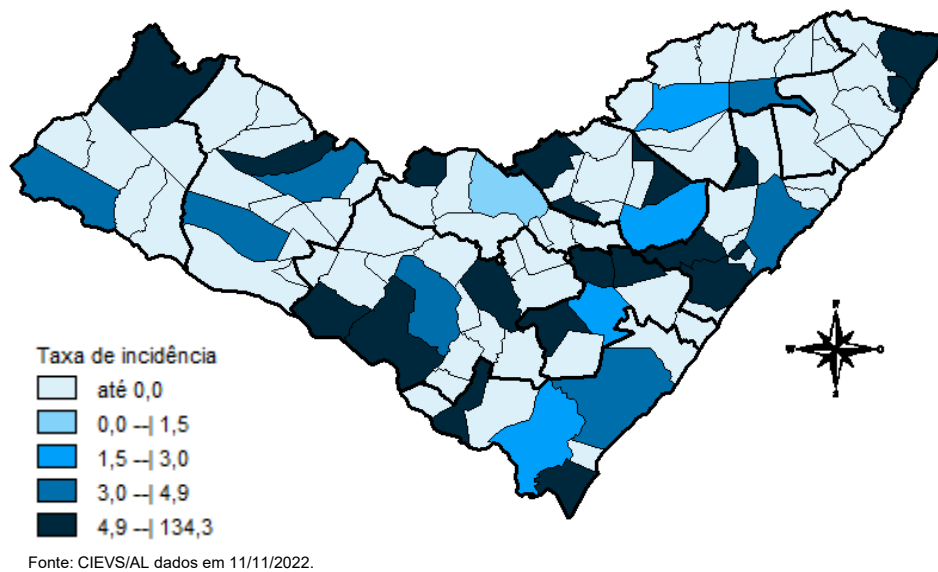 Taxa de incidência
até 0,0
0,0 --| 1,5
1,5 --| 3,0
3,0 --| 4,9
4,9 --| 134,3
Fonte: CIEVS/AL dados em 11/11/2022.